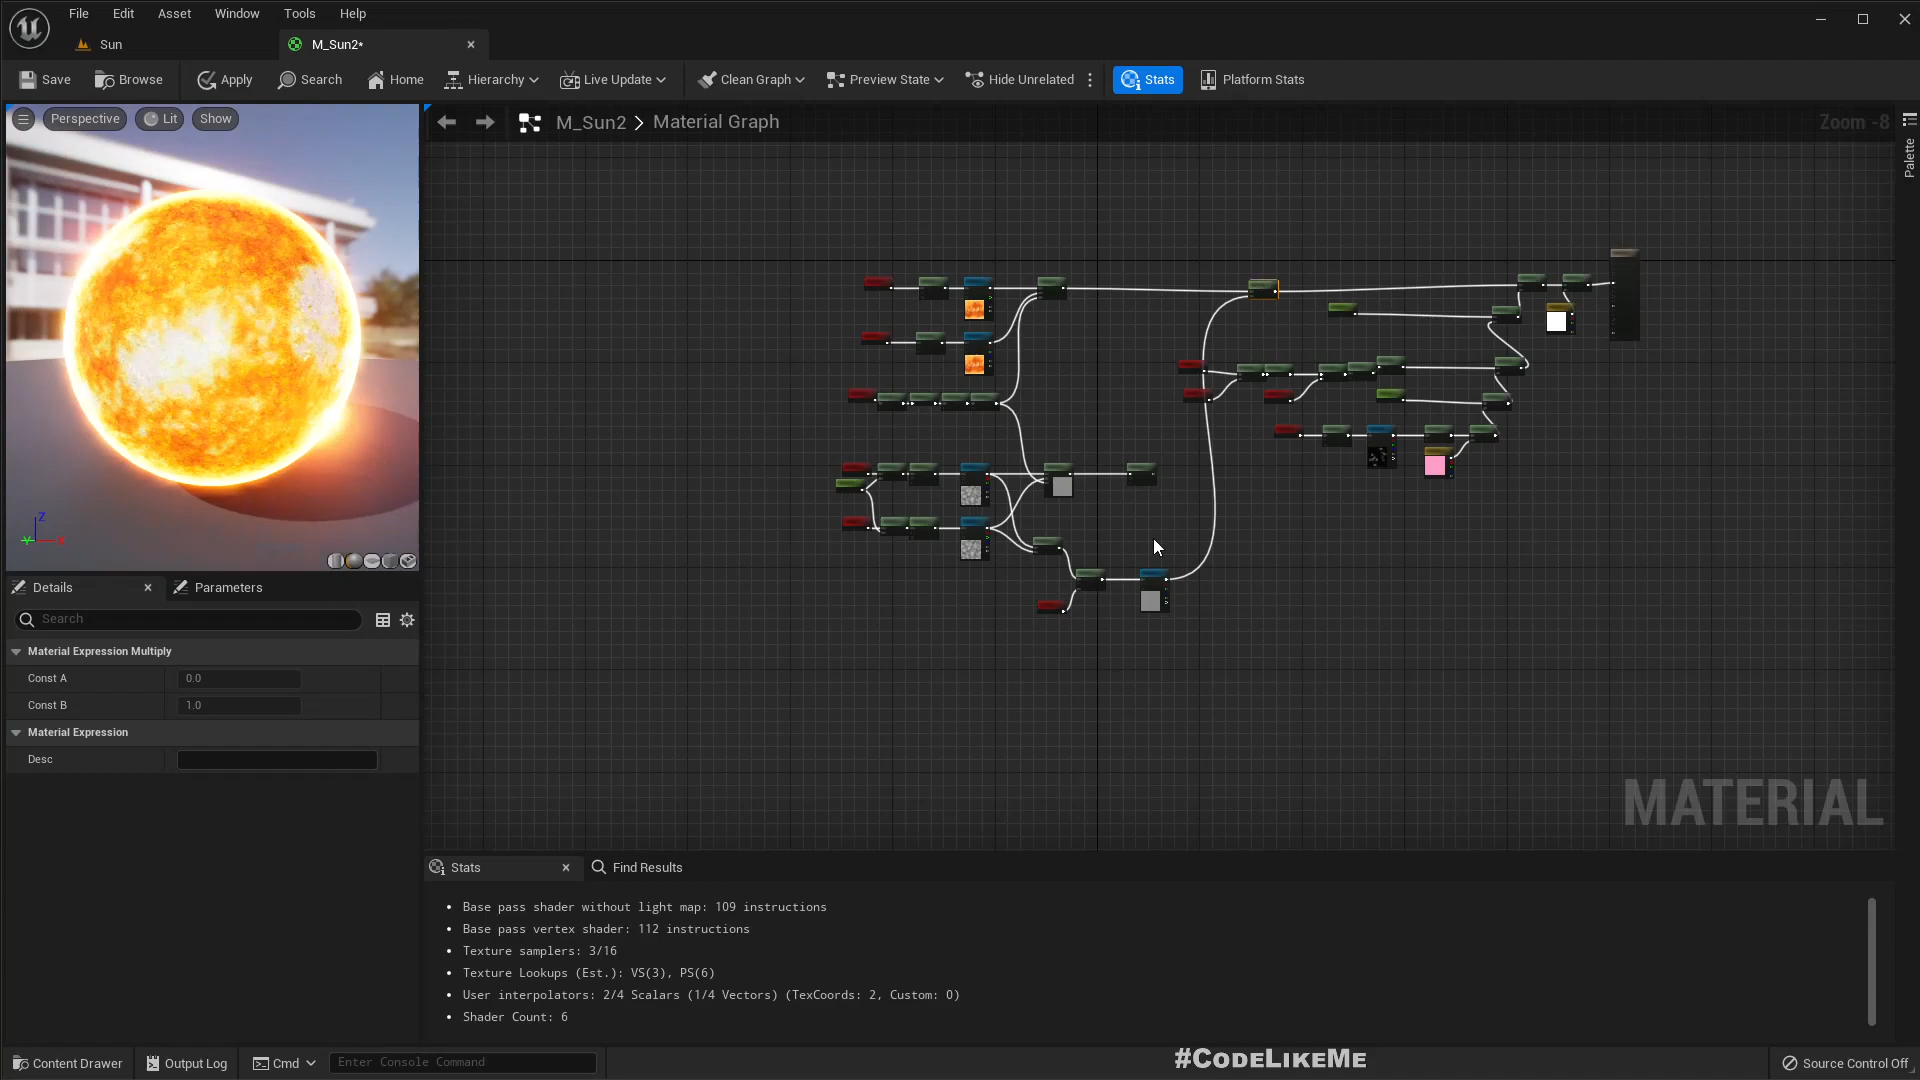 File Edit Asset Window Tools Help
Sun
M_Sun2*
Save Browse Apply Search Home Hierarchy Live Update Clean Graph Preview State Hide Unrelated Stats Platform Stats
Perspective Lit Show
M_Sun2 > Material Graph
Zoom -8
Palette
Z
Y
X
MATERIAL
Details
Parameters
Search
Material Expression Multiply
Const A 0.0
Const B 1.0
Material Expression
Desc
Stats
Find Results
• Base pass shader without light map: 109 instructions
• Base pass vertex shader: 112 instructions
• Texture samplers: 3/16
• Texture Lookups (Est.): VS(3), PS(6)
• User interpolators: 2/4 Scalars (1/4 Vectors) (TexCoords: 2, Custom: 0)
• Shader Count: 6
Content Drawer Output Log Cmd Enter Console Command
#CODELIKEME
Source Control Off